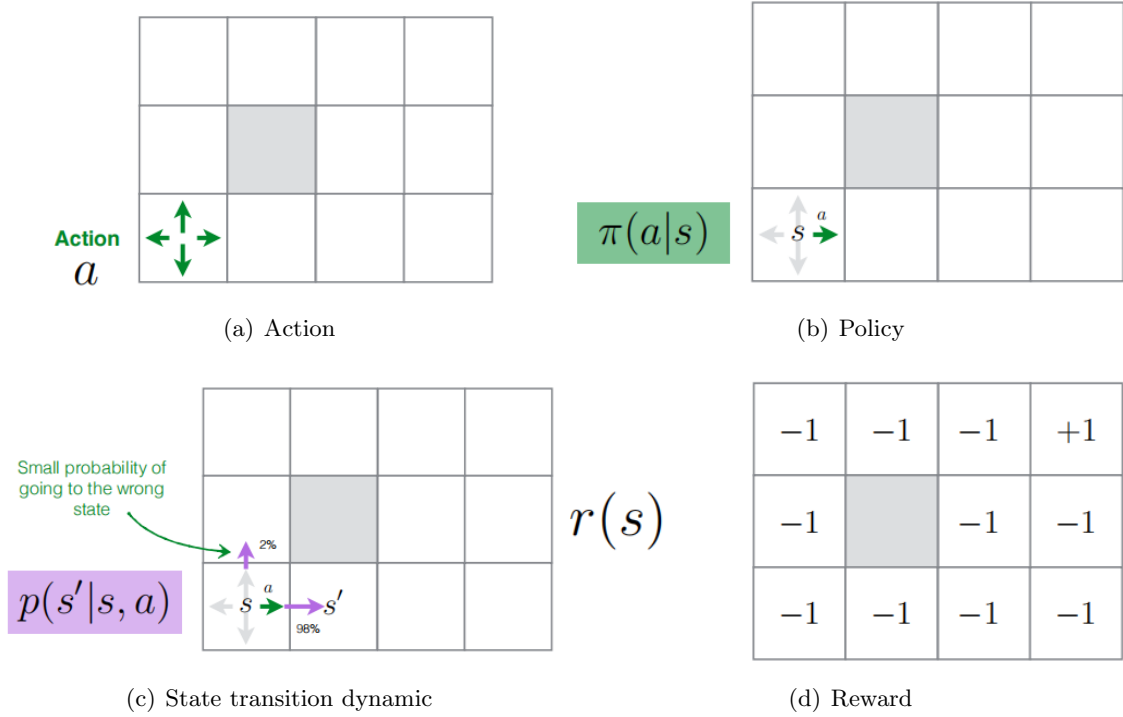 Action
a
(a) Action
π(a|s)
s
a
(b) Policy
Small probability of
going to the wrong
state
2%
p(s′|s, a)
s
a
s′
98%
(c) State transition dynamic
r(s)
−1 −1 −1 +1
−1 −1 −1
−1 −1 −1 −1
(d) Reward